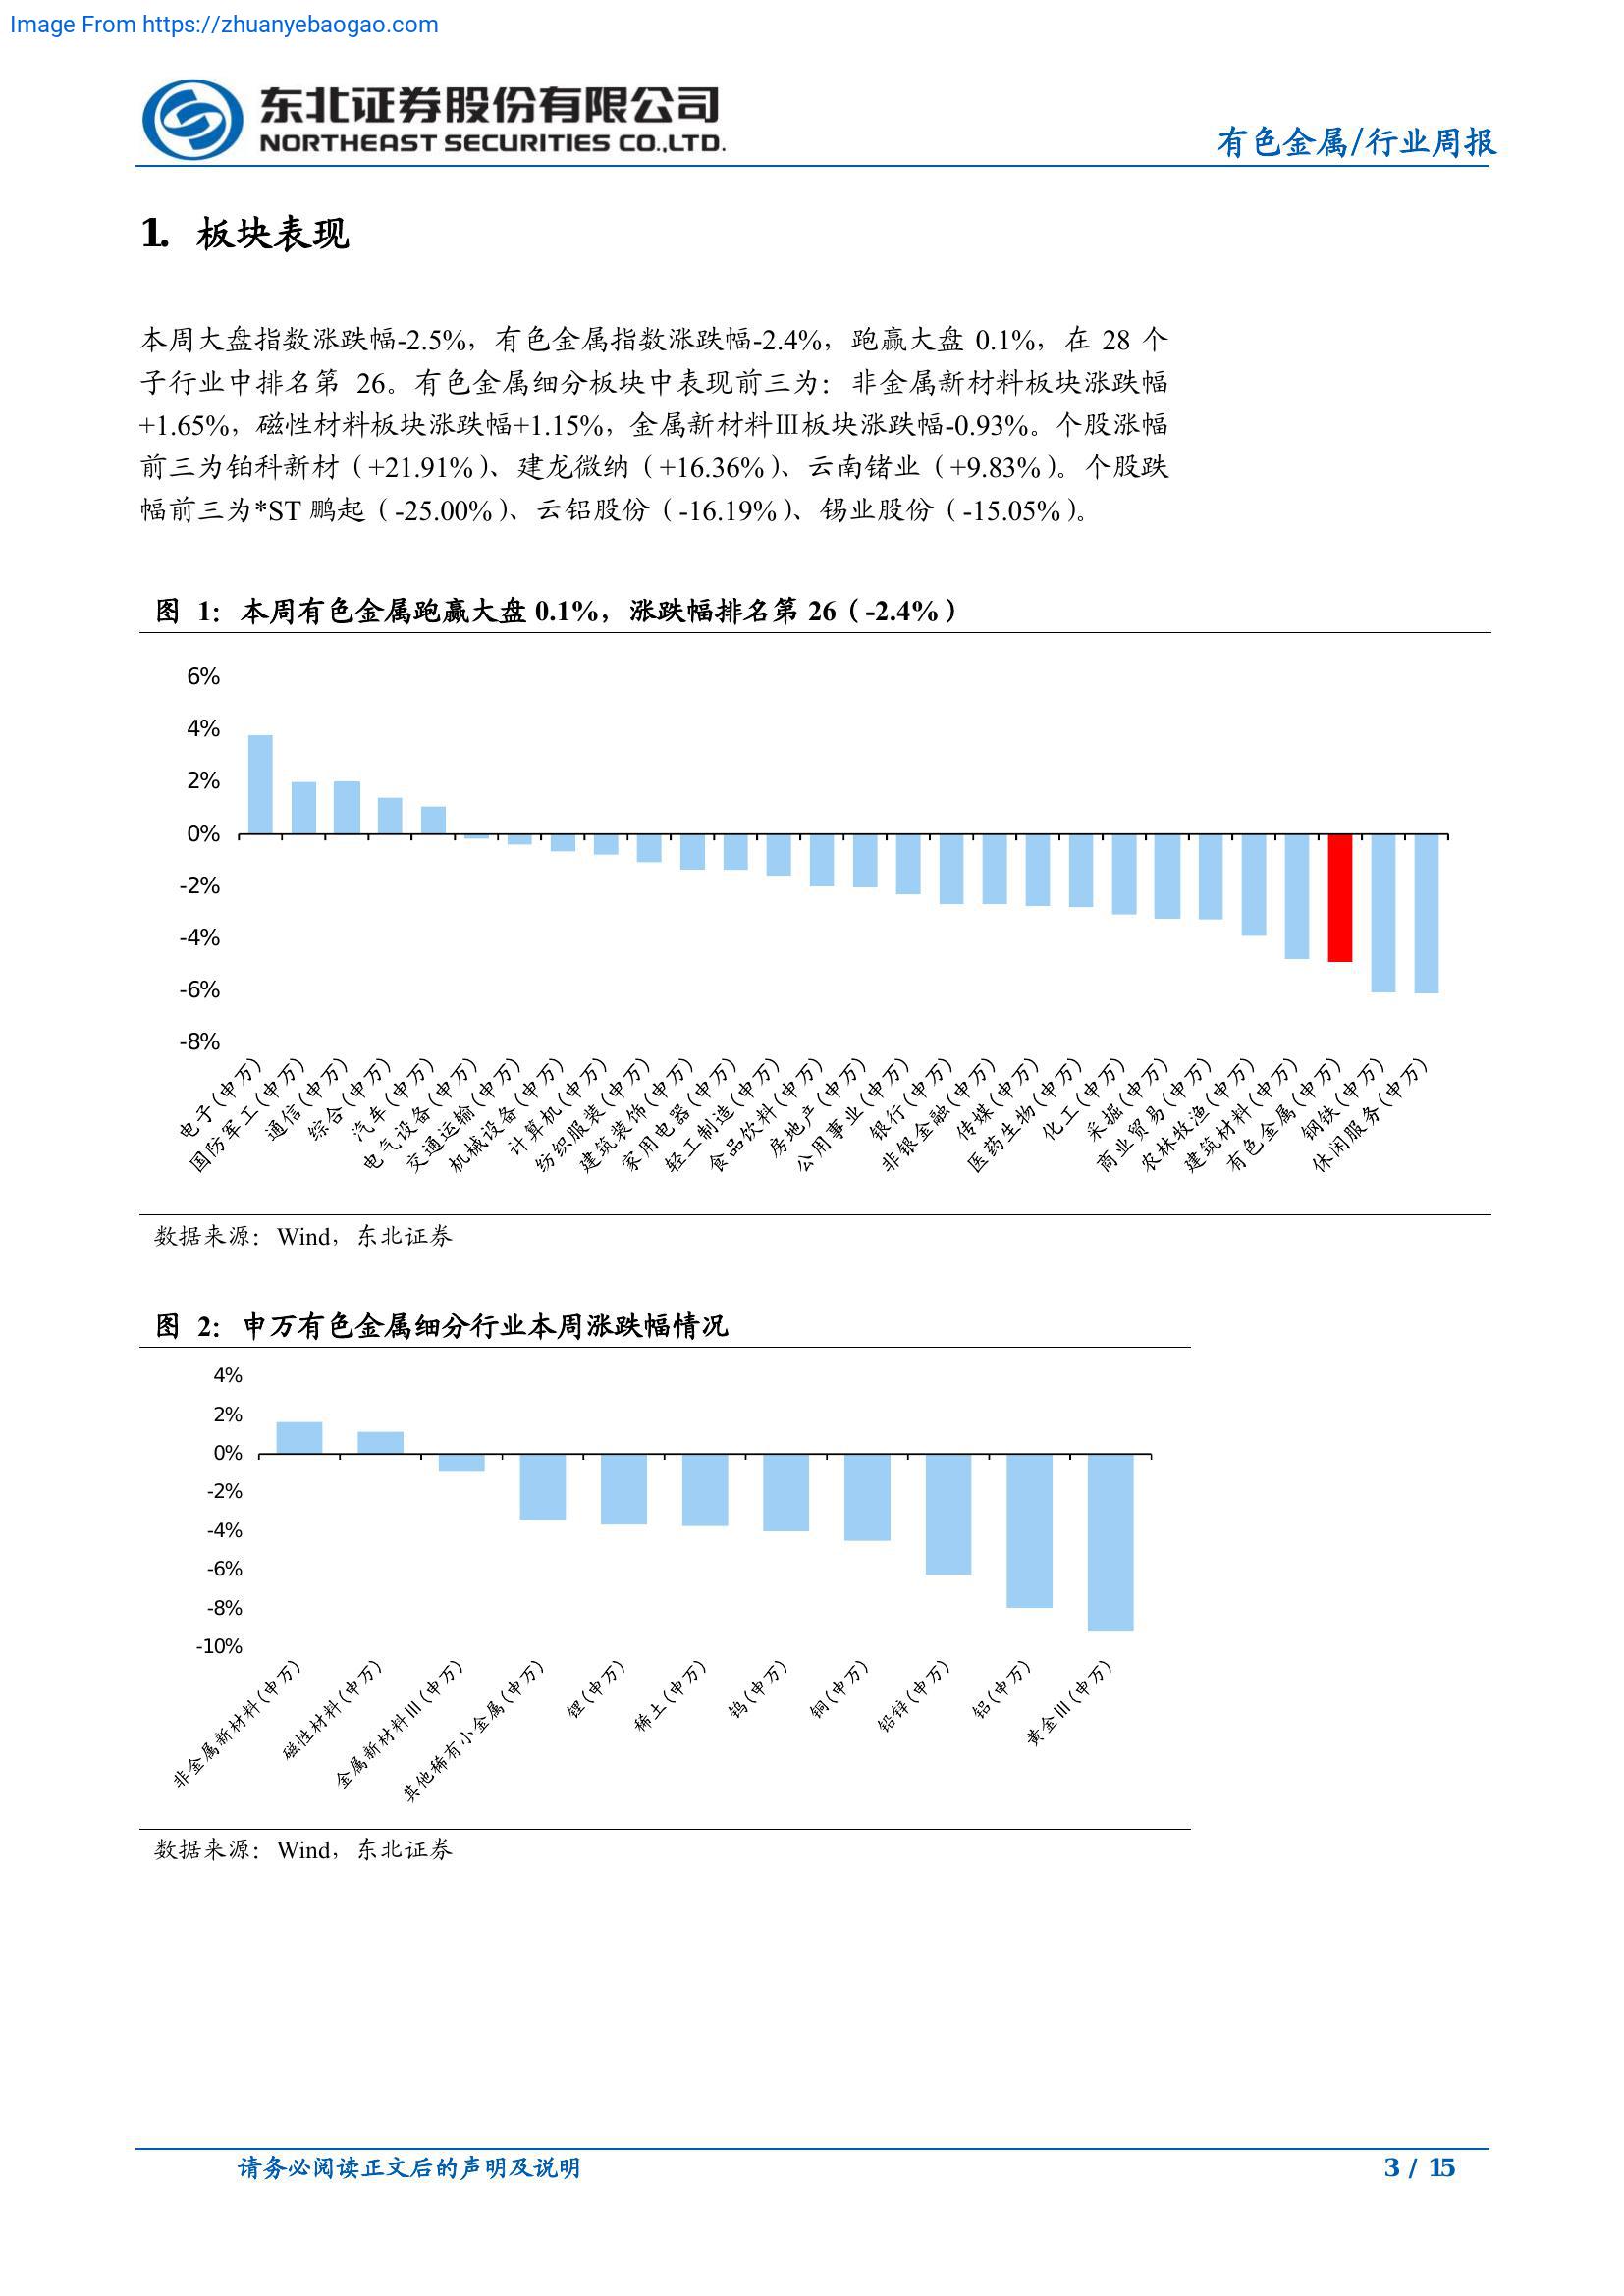 Image From https://zhuanyebaogao.com
东北证券股份有限公司
NORTHEAST SECURITIES CO.,LTD.
有色金属/行业周报
1. 板块表现
本周大盘指数涨跌幅-2.5%，有色金属指数涨跌幅-2.4%，跑赢大盘 0.1%，在 28 个
子行业中排名第 26。有色金属细分板块中表现前三为：非金属新材料板块涨跌幅
+1.65%，磁性材料板块涨跌幅+1.15%，金属新材料Ⅲ板块涨跌幅-0.93%。个股涨幅
前三为铂科新材（+21.91%）、建龙微纳（+16.36%）、云南锗业（+9.83%）。个股跌
幅前三为*ST 鹏起（-25.00%）、云铝股份（-16.19%）、锡业股份（-15.05%）。
图 1：本周有色金属跑赢大盘 0.1%，涨跌幅排名第 26（-2.4%）
6%
4%
2%
0%
-2%
-4%
-6%
-8%
电子(申万)
国防军工(申万)
通信(申万)
综合(申万)
汽车(申万)
电气设备(申万)
交通运输(申万)
机械设备(申万)
计算机(申万)
纺织服装(申万)
建筑装饰(申万)
家用电器(申万)
轻工制造(申万)
食品饮料(申万)
房地产(申万)
公用事业(申万)
银行(申万)
非银金融(申万)
传媒(申万)
医药生物(申万)
化工(申万)
采掘(申万)
商业贸易(申万)
农林牧渔(申万)
建筑材料(申万)
有色金属(申万)
钢铁(申万)
休闲服务(申万)
数据来源：Wind，东北证券
图 2：申万有色金属细分行业本周涨跌幅情况
4%
2%
0%
-2%
-4%
-6%
-8%
-10%
非金属新材料(申万)
磁性材料(申万)
金属新材料Ⅲ(申万)
其他稀有小金属(申万)
锂(申万)
稀土(申万)
钨(申万)
铜(申万)
铅锌(申万)
铝(申万)
黄金Ⅲ(申万)
数据来源：Wind，东北证券
请务必阅读正文后的声明及说明
3 / 15